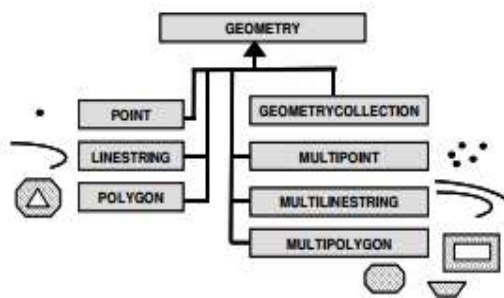 GEOMETRY
POINT
GEOMETRYCOLLECTION
LINESTRING
MULTIPOINT
POLYGON
MULTILINESTRING
MULTIPOLYGON